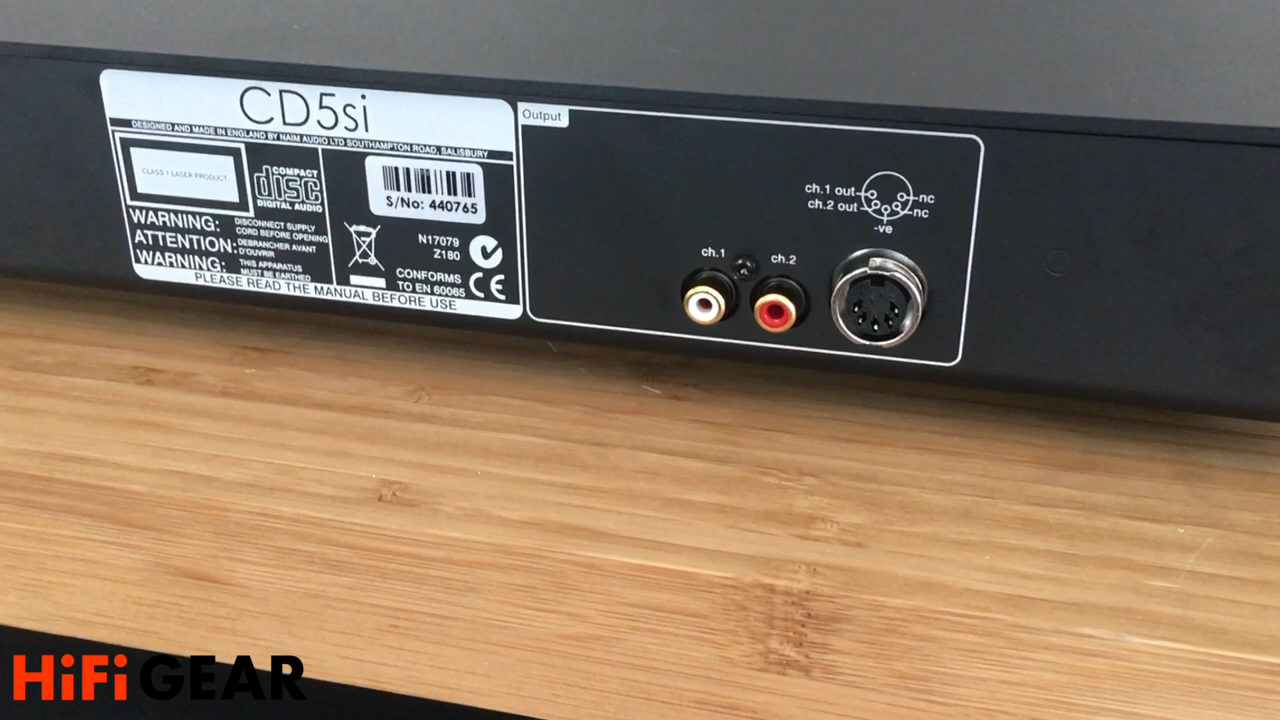 CD5si
DESIGNED AND MADE IN ENGLAND BY NAIM AUDIO LTD SOUTHAMPTON ROAD, SALISBURY
CLASS 1 LASER PRODUCT
COMPACT
disc
DIGITAL AUDIO
S/No: 440765
WARNING: DISCONNECT SUPPLY
CORD BEFORE OPENING
ATTENTION: DEBRANCHER AVANT
D'OUVRIR
WARNING: THIS APPARATUS
MUST BE EARTHED
N17079
Z180
CONFORMS
TO EN 60065
CE
PLEASE READ THE MANUAL BEFORE USE
Output
ch.1 out
ch.2 out
nc
nc
-ve
ch.1
ch.2
HiFi GEAR